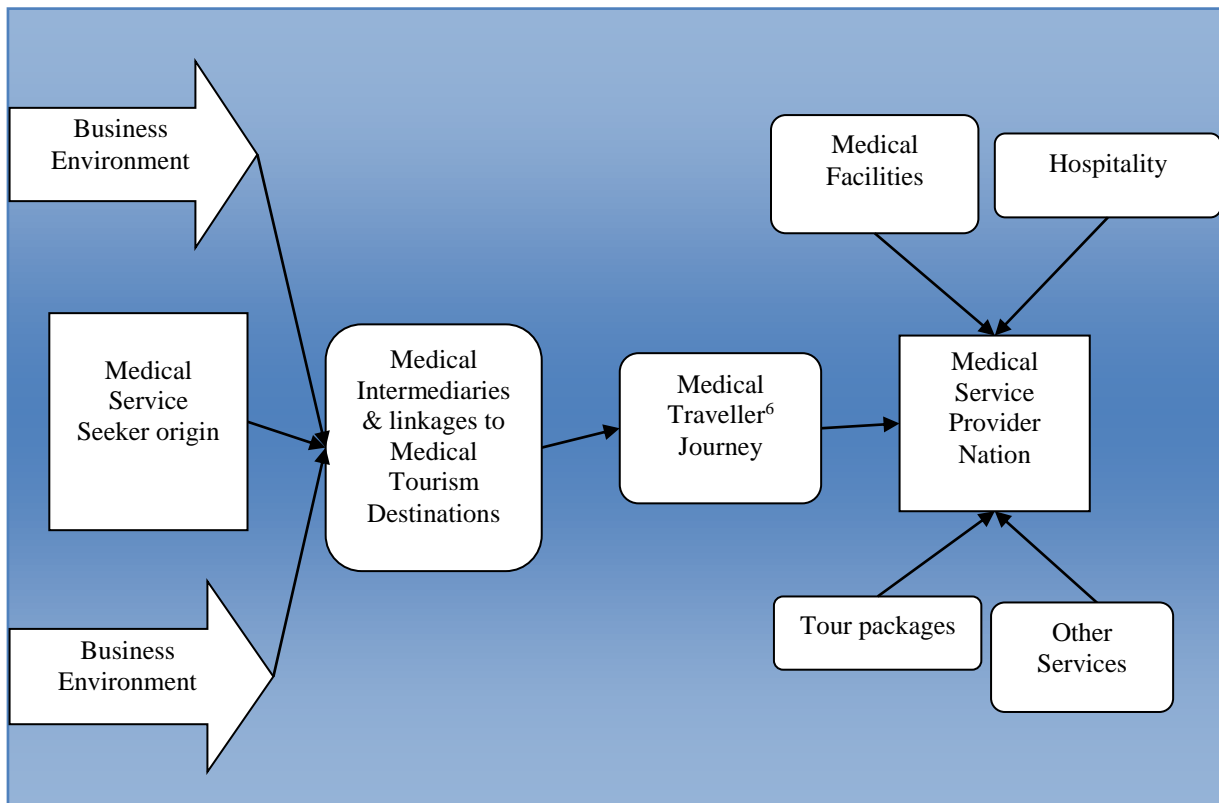 Business
Environment
Medical
Facilities
Hospitality
Medical
Service
Seeker origin
Medical
Intermediaries
& linkages to
Medical
Tourism
Destinations
Medical
Traveller⁶
Journey
Medical
Service
Provider
Nation
Business
Environment
Tour packages
Other
Services